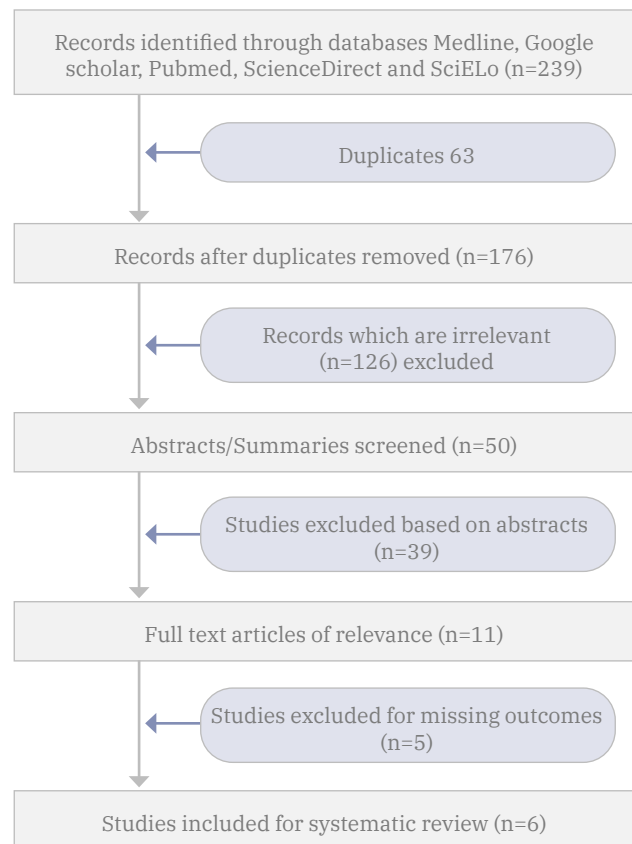 Records identified through databases Medline, Google
scholar, Pubmed, ScienceDirect and SciELo (n=239)
Duplicates 63
Records after duplicates removed (n=176)
Records which are irrelevant
(n=126) excluded
Abstracts/Summaries screened (n=50)
Studies excluded based on abstracts
(n=39)
Full text articles of relevance (n=11)
Studies excluded for missing outcomes
(n=5)
Studies included for systematic review (n=6)